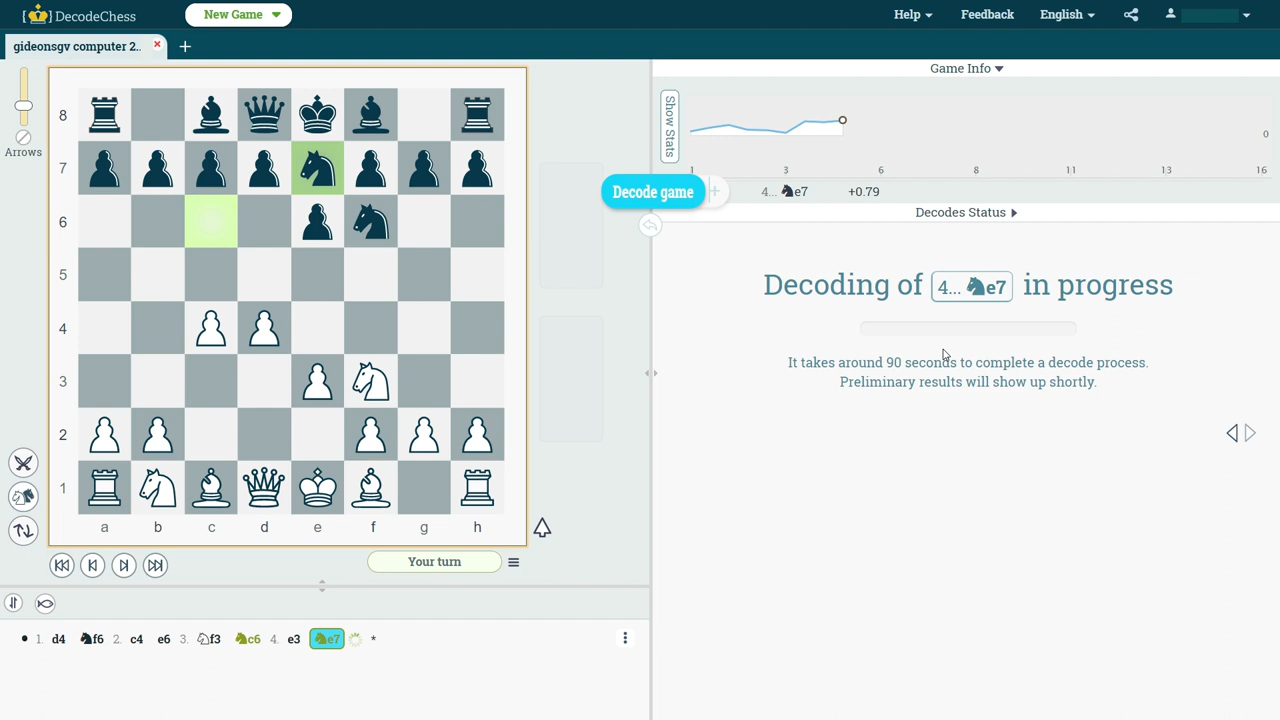 DecodeChess
New Game
Help
Feedback
English
gideonsgv computer 2..
Game Info
Arrows
Show Stats
0
1 3 6 8 11 13 16
Decode game
4... ♞e7 +0.79
Decodes Status
Decoding of 4... ♞e7 in progress
It takes around 90 seconds to complete a decode process.
Preliminary results will show up shortly.
8
7
6
5
4
3
2
1
a b c d e f g h
Your turn
1. d4 ♞f6 2. c4 e6 3. ♘f3 ♞c6 4. e3 ♞e7 *